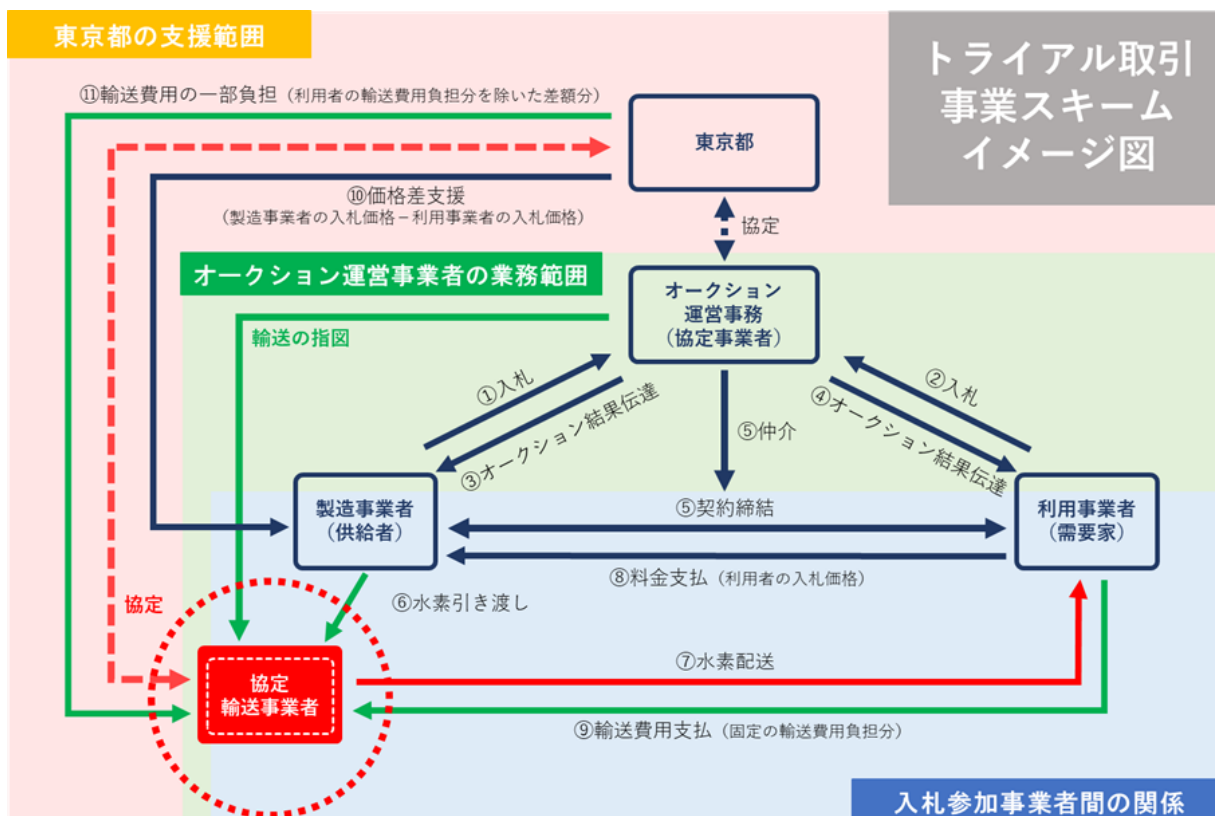 東京都の支援範囲
トライアル取引
事業スキーム
イメージ図
⑪輸送費用の一部負担（利用者の輸送費用負担分を除いた差額分）
東京都
⑩価格差支援
（製造事業者の入札価格－利用事業者の入札価格）
協定
オークション運営事業者の業務範囲
オークション
運営事務
（協定事業者）
輸送の指図
①入札
③オークション結果伝達
②入札
④オークション結果伝達
⑤仲介
製造事業者
（供給者）
⑤契約締結
利用事業者
（需要家）
⑧料金支払（利用者の入札価格）
⑥水素引き渡し
協定
協定
輸送事業者
⑦水素配送
⑨輸送費用支払（固定の輸送費用負担分）
入札参加事業者間の関係